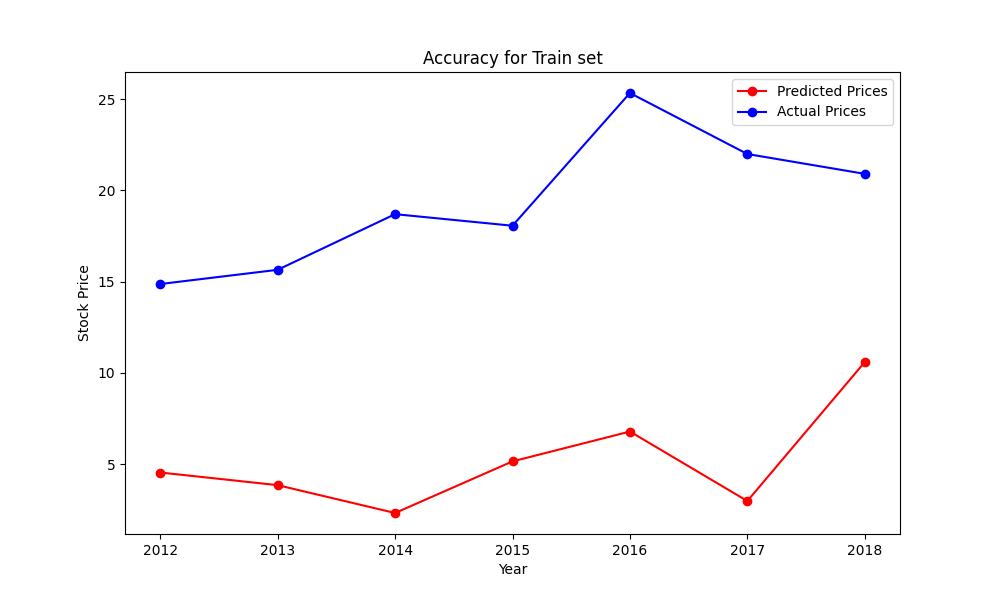 Accuracy for Train set
Predicted Prices
Actual Prices
25
20
15
10
5
Stock Price
2012 2013 2014 2015 2016 2017 2018
Year